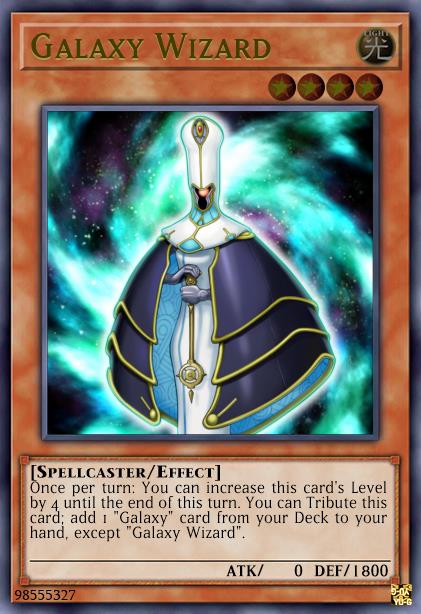 GALAXY WIZARD
LIGHT
光
[SPELLCASTER/EFFECT]
Once per turn: You can increase this card's Level
by 4 until the end of this turn. You can Tribute this
card; add 1 "Galaxy" card from your Deck to your
hand, except "Galaxy Wizard".
ATK/ 0 DEF/1800
98555327